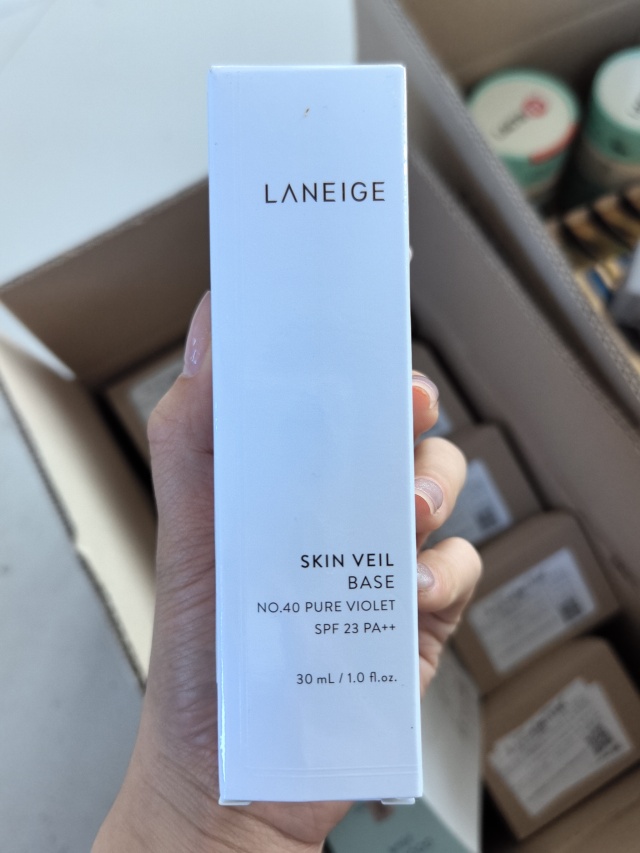 LANEIGE
SKIN VEIL
BASE
NO.40 PURE VIOLET
SPF 23 PA++
30 mL / 1.0 fl.oz.